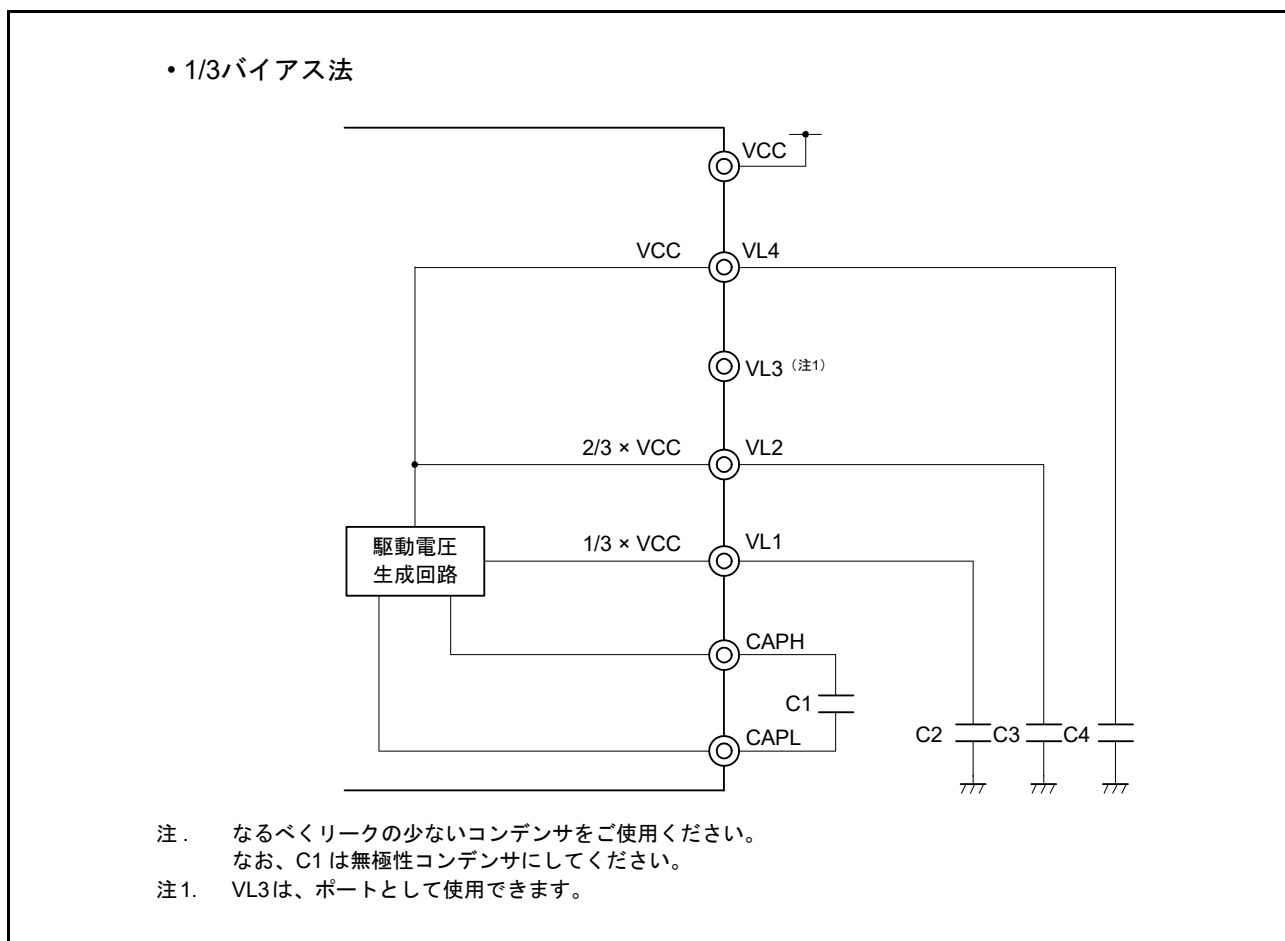 • 1/3バイアス法
VCC
VCC
VL4
VL3（注1）
2/3 × VCC
VL2
駆動電圧
生成回路
1/3 × VCC
VL1
CAPH
C1
CAPL
C2
C3
C4
注 . なるべくリークの少ないコンデンサをご使用ください。
なお、C1 は無極性コンデンサにしてください。
注1. VL3は、ポートとして使用できます。